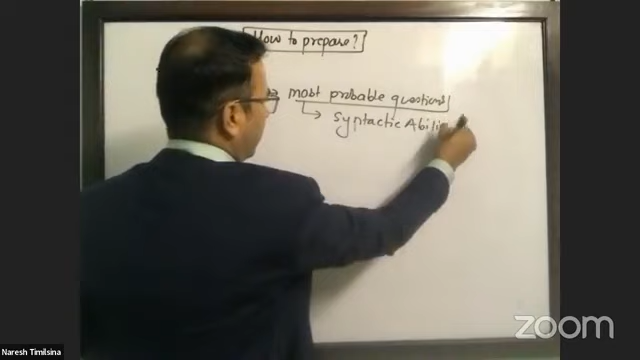 How to prepare?
most probable questions
Syntactic Abili
Naresh Timilsina
zoom